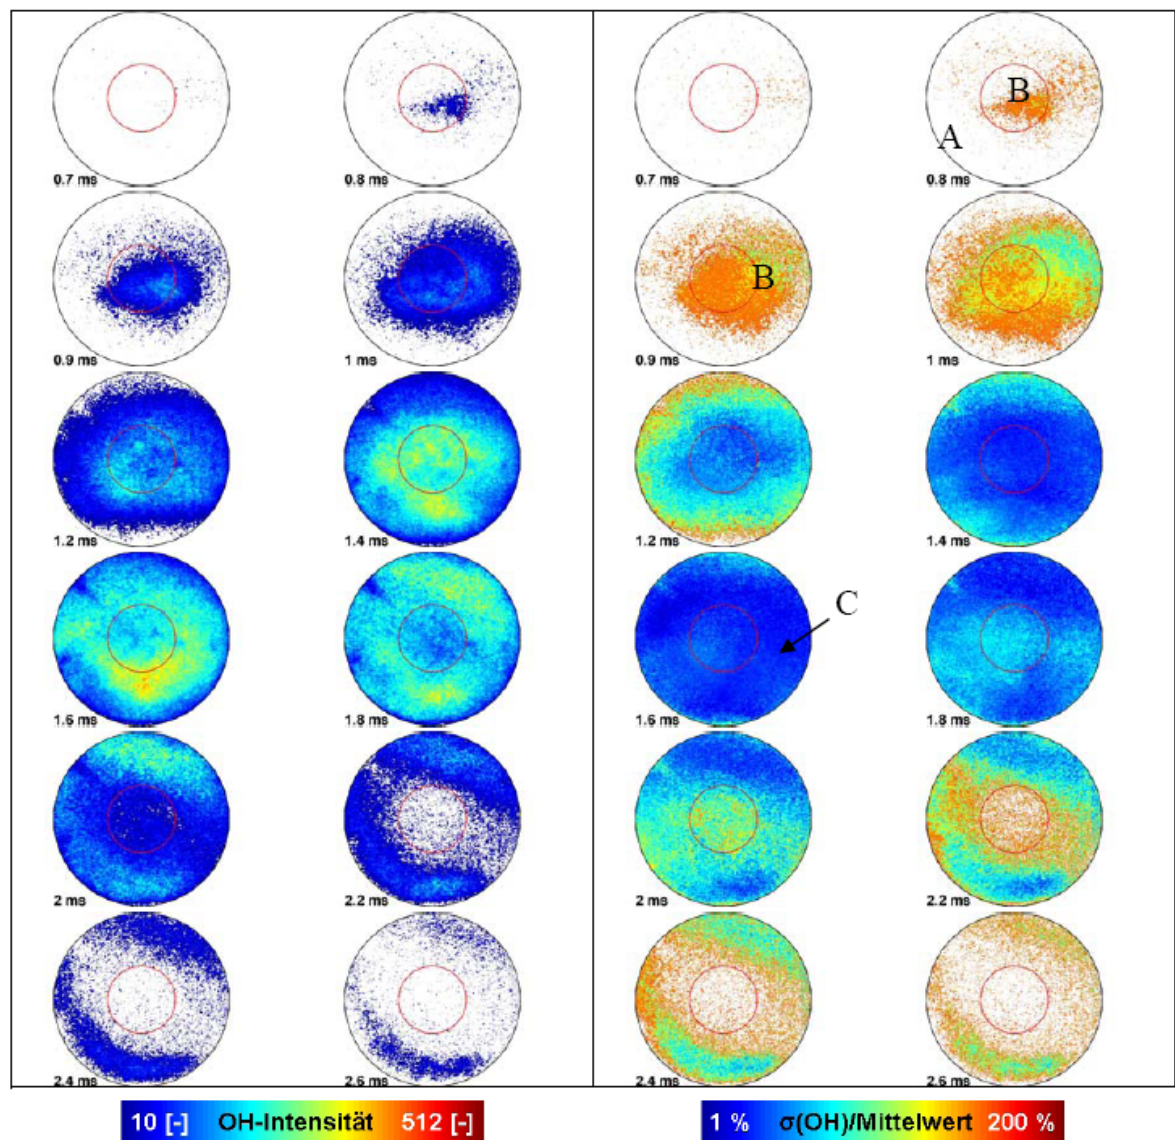 B
A
0.7 ms
0.8 ms
0.7 ms
0.8 ms
B
0.9 ms
1 ms
0.9 ms
1 ms
1.2 ms
1.4 ms
1.2 ms
1.4 ms
C
1.6 ms
1.8 ms
1.6 ms
1.8 ms
2 ms
2.2 ms
2 ms
2.2 ms
2.4 ms
2.6 ms
2.4 ms
2.6 ms
10 [-] OH-Intensität 512 [-]
1 % σ(OH)/Mittelwert 200 %